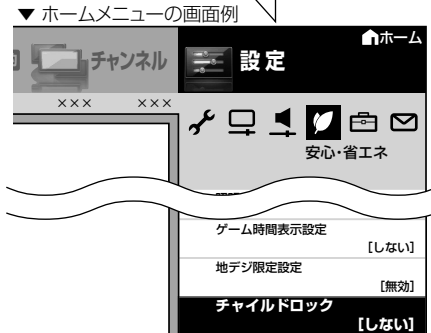 ▼ ホームメニューの画面例
ホーム
チャンネル
設定
××× ×××
安心・省エネ
ゲーム時間表示設定
[しない]
地デジ限定設定
[無効]
チャイルドロック
[しない]